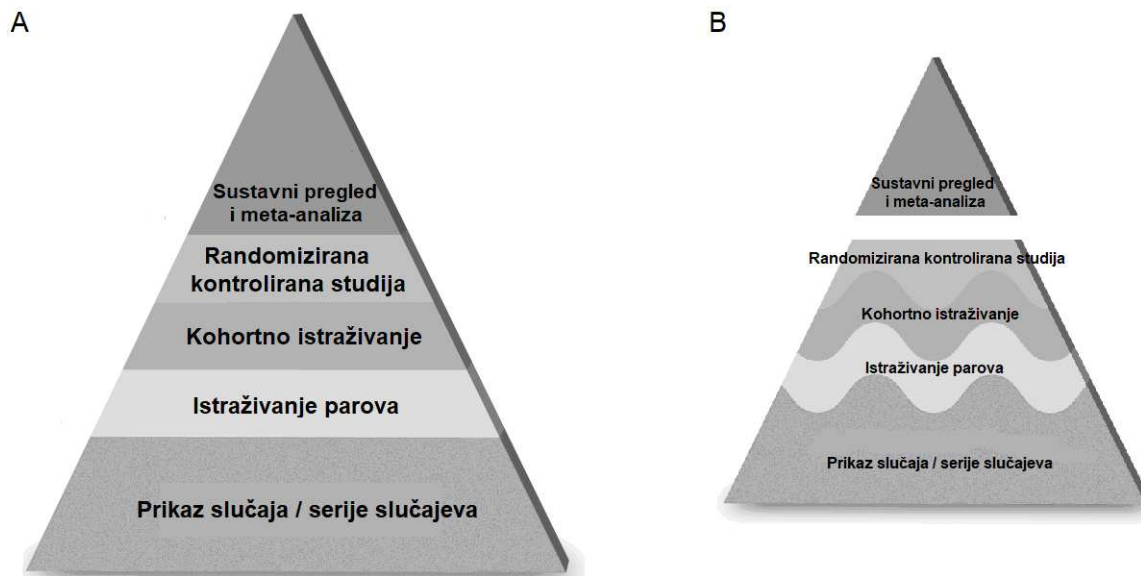 A
Sustavni pregled
i meta-analiza
Randomizirana
kontrolirana studija
Kohortno istraživanje
Istraživanje parova
Prikaz slučaja / serije slučajeva
B
Sustavni pregled
i meta-analiza
Randomizirana kontrolirana studija
Kohortno istraživanje
Istraživanje parova
Prikaz slučaja / serije slučajeva